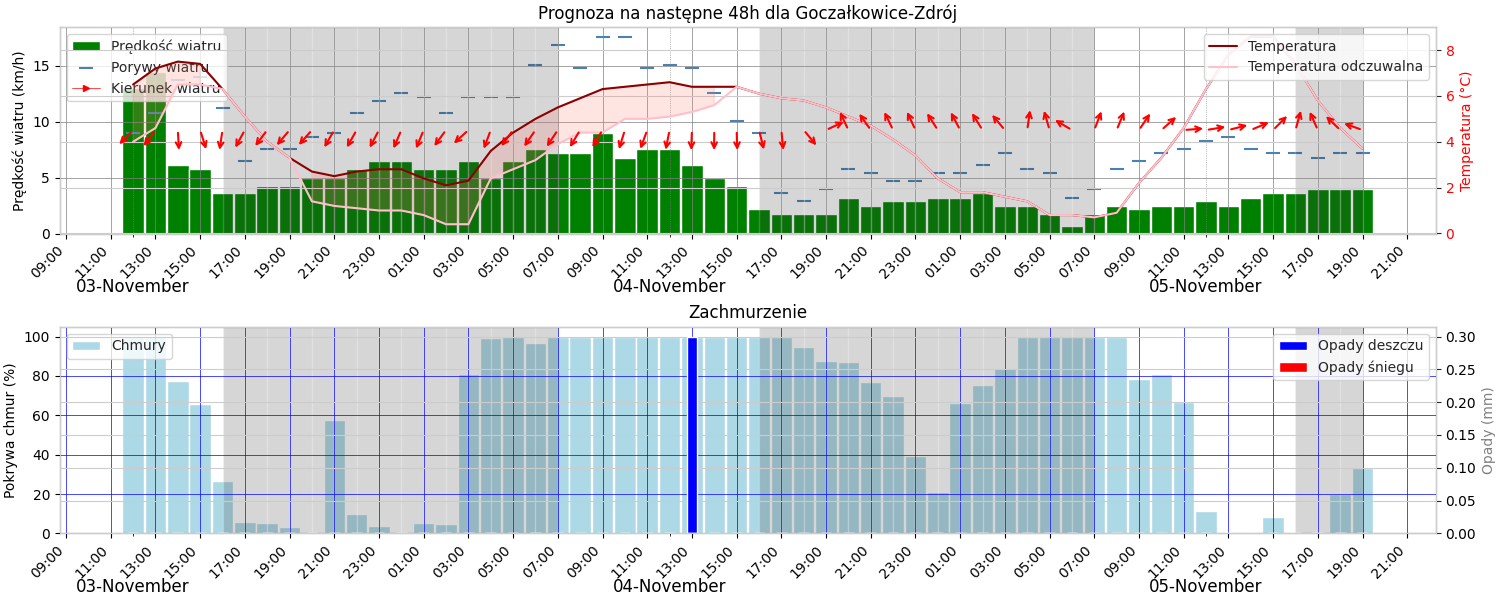 Prognoza na następne 48h dla Goczałkowice-Zdrój
Prędkość wiatru (km/h)
15
10
5
0
Prędkość wiatru
Porywy wiatru
Kierunek wiatru
Temperatura
Temperatura odczuwalna
8
6
4
2
0
Temperatura (°C)
09:00 11:00 13:00 15:00 17:00 19:00 21:00 23:00 01:00 03:00 05:00 07:00 09:00 11:00 13:00 15:00 17:00 19:00 21:00 23:00 01:00 03:00 05:00 07:00 09:00 11:00 13:00 15:00 17:00 19:00 21:00
03-November 04-November 05-November
Zachmurzenie
Pokrywa chmur (%)
100
80
60
40
20
0
Chmury
Opady deszczu
Opady śniegu
0.30
0.25
0.20
0.15
0.10
0.05
0.00
Opady (mm)
09:00 11:00 13:00 15:00 17:00 19:00 21:00 23:00 01:00 03:00 05:00 07:00 09:00 11:00 13:00 15:00 17:00 19:00 21:00 23:00 01:00 03:00 05:00 07:00 09:00 11:00 13:00 15:00 17:00 19:00 21:00
03-November 04-November 05-November